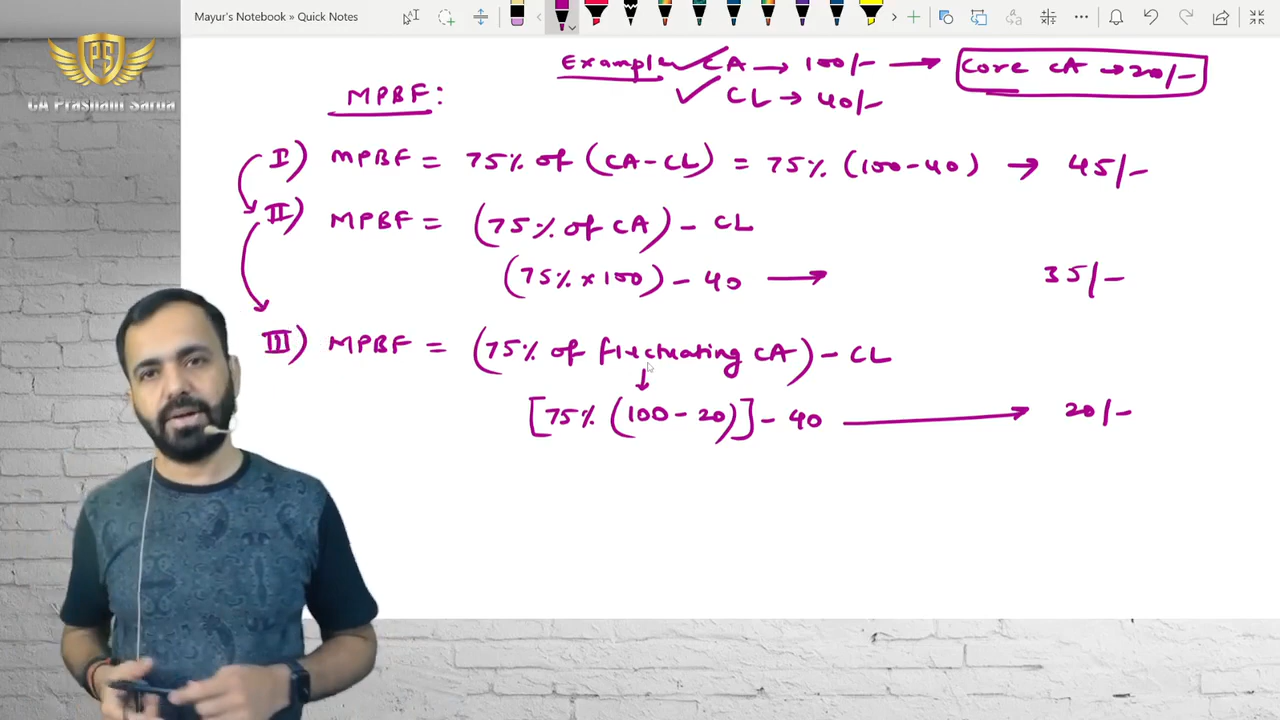 Mayur's Notebook » Quick Notes
PS
CA Prashant Sarda
Example CA → 100/- → Core CA → 20/-
CL → 40/-
MPBF:
I) MPBF = 75% of (CA-CL) = 75% (100-40) → 45/-
II) MPBF = (75% of CA) - CL
(75% x 100) - 40 → 35/-
III) MPBF = (75% of fluctuating CA) - CL
[75% (100-20)] - 40 → 20/-